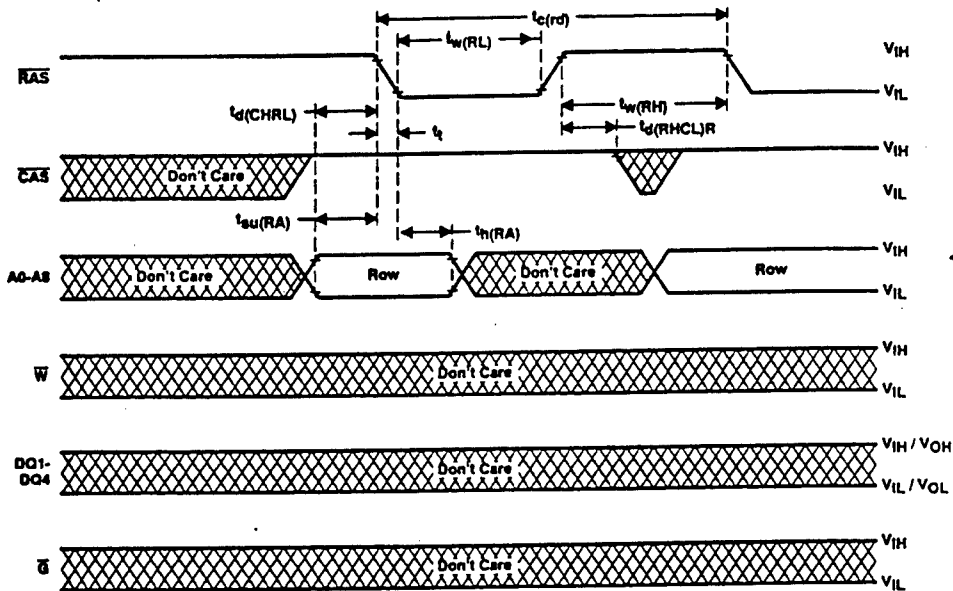 tc(rd)
tw(RL)
VIH
RAS
VIL
tw(RH)
td(CHRL)
td(RHCL)R
tt
VIH
CAS
Don't Care
VIL
tsu(RA)
th(RA)
VIH
A0-A8
Don't Care
Row
Don't Care
Row
VIL
VIH
W
Don't Care
VIL
VIH / VOH
DQ1-
DQ4
Don't Care
VIL / VOL
VIH
G
Don't Care
VIL